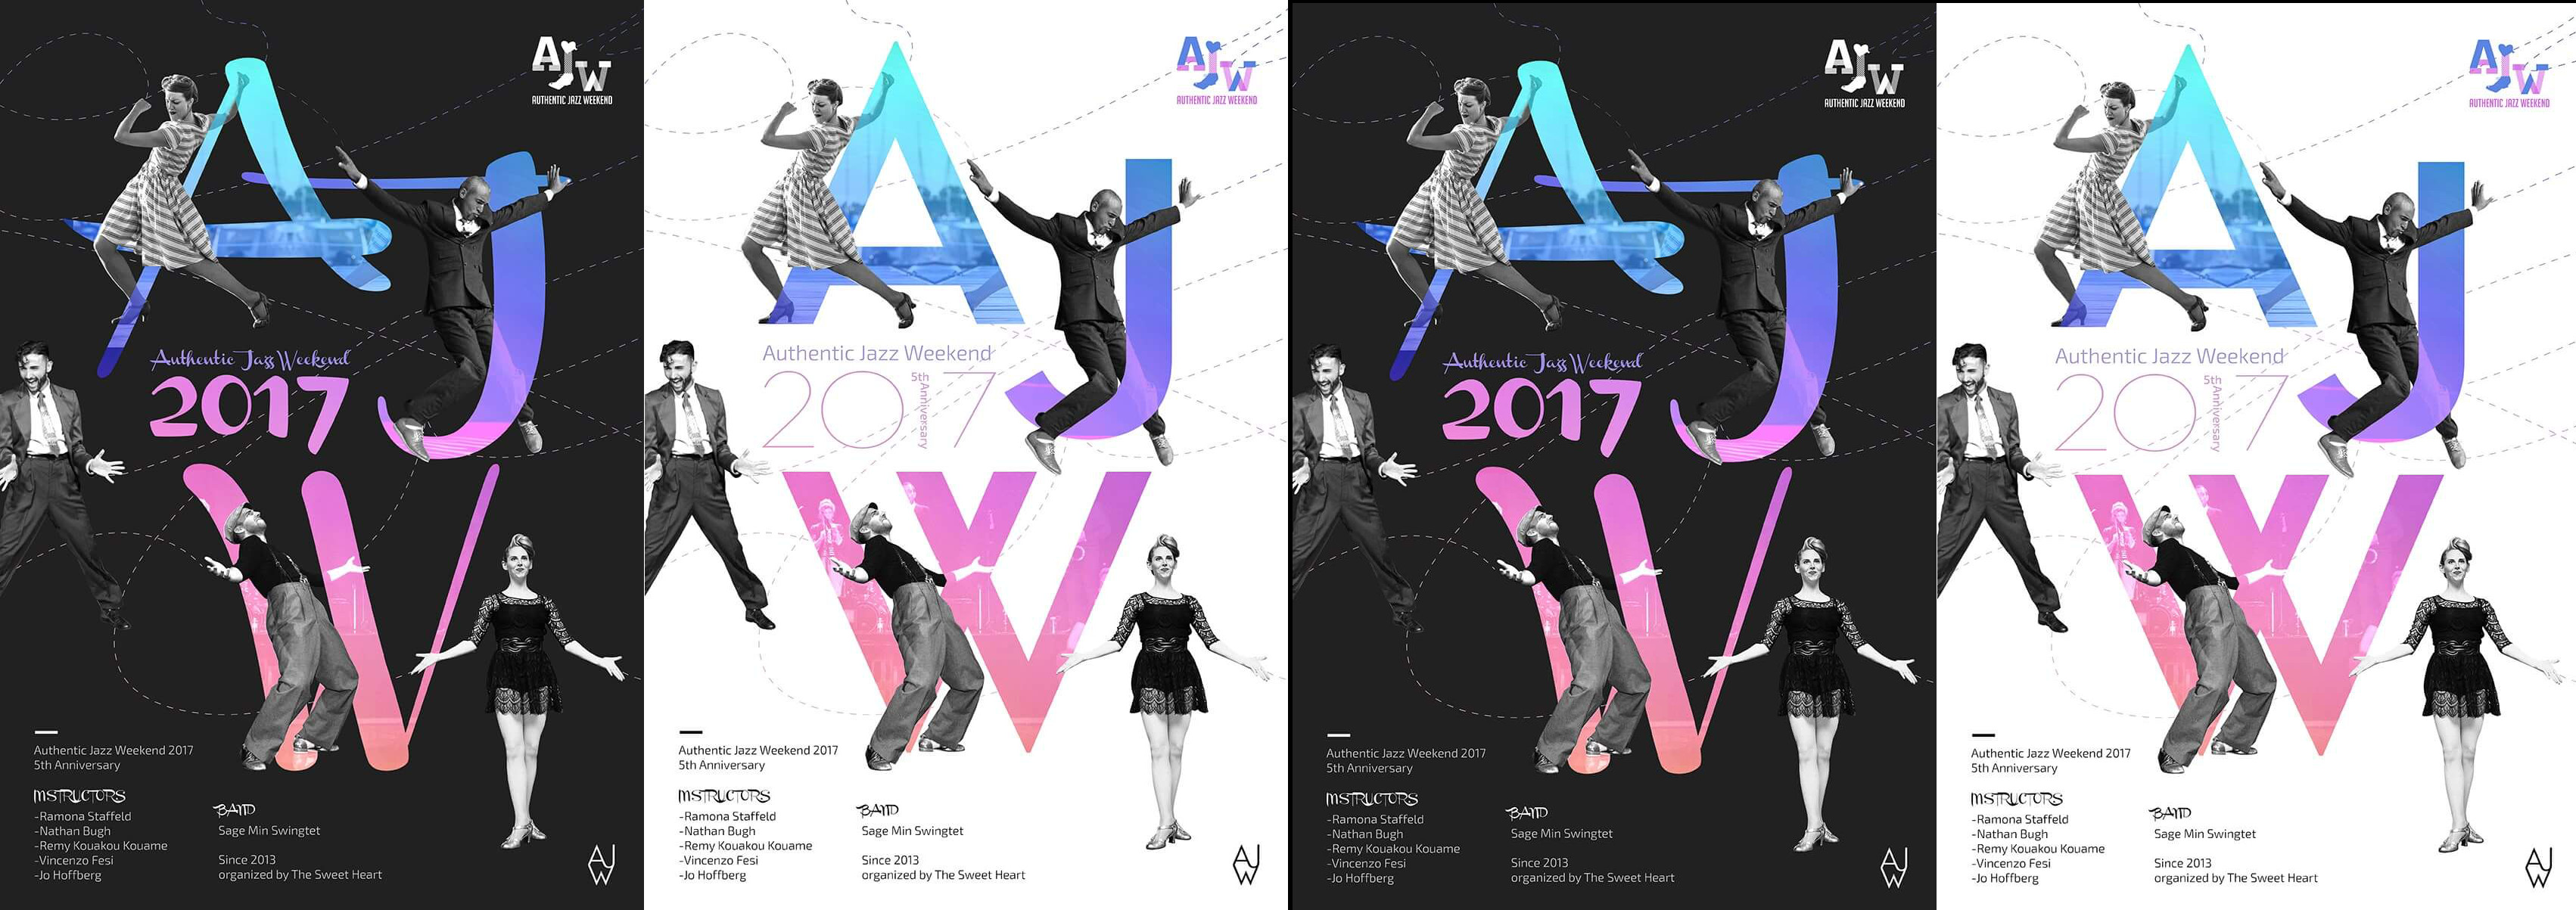 AJW
AUTHENTIC JAZZ WEEKEND
AJ
Authentic Jazz Weekend
2017
W
Authentic Jazz Weekend 2017
5th Anniversary
INSTRUCTORS
-Ramona Staffeld
-Nathan Bugh
-Remy Kouakou Kouame
-Vincenzo Fesi
-Jo Hoffberg
BAND
Sage Min Swingtet
Since 2013
organized by The Sweet Heart
AJW
AJW
AUTHENTIC JAZZ WEEKEND
AJ
Authentic Jazz Weekend
2017
5th Anniversary
W
Authentic Jazz Weekend 2017
5th Anniversary
INSTRUCTORS
-Ramona Staffeld
-Nathan Bugh
-Remy Kouakou Kouame
-Vincenzo Fesi
-Jo Hoffberg
BAND
Sage Min Swingtet
Since 2013
organized by The Sweet Heart
AJW
AJW
AUTHENTIC JAZZ WEEKEND
AJ
Authentic Jazz Weekend
2017
W
Authentic Jazz Weekend 2017
5th Anniversary
INSTRUCTORS
-Ramona Staffeld
-Nathan Bugh
-Remy Kouakou Kouame
-Vincenzo Fesi
-Jo Hoffberg
BAND
Sage Min Swingtet
Since 2013
organized by The Sweet Heart
AJW
AJW
AUTHENTIC JAZZ WEEKEND
AJ
Authentic Jazz Weekend
2017
5th Anniversary
W
Authentic Jazz Weekend 2017
5th Anniversary
INSTRUCTORS
-Ramona Staffeld
-Nathan Bugh
-Remy Kouakou Kouame
-Vincenzo Fesi
-Jo Hoffberg
BAND
Sage Min Swingtet
Since 2013
organized by The Sweet Heart
AJW